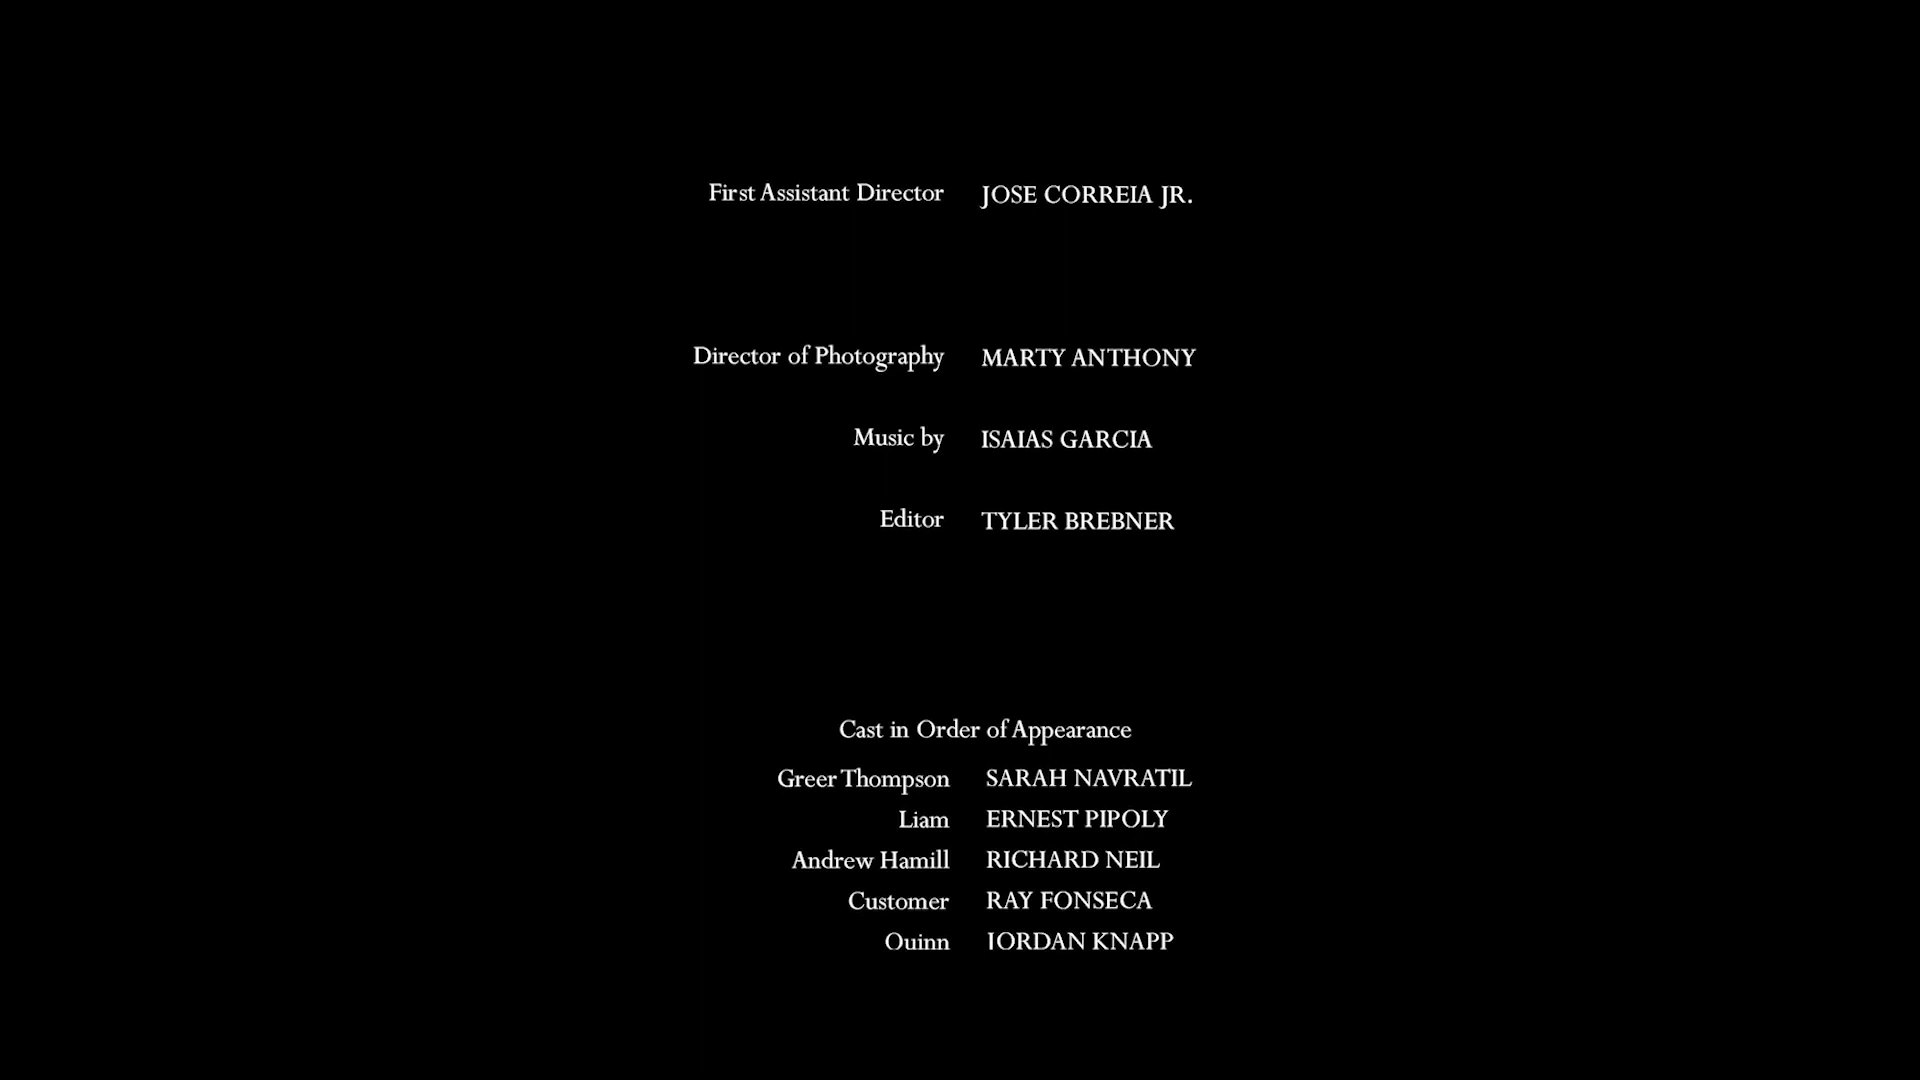 First Assistant Director JOSE CORREIA JR.
Director of Photography MARTY ANTHONY
Music by ISAIAS GARCIA
Editor TYLER BREBNER
Cast in Order of Appearance
Greer Thompson SARAH NAVRATIL
Liam ERNEST PIPOLY
Andrew Hamill RICHARD NEIL
Customer RAY FONSECA
Quinn JORDAN KNAPP